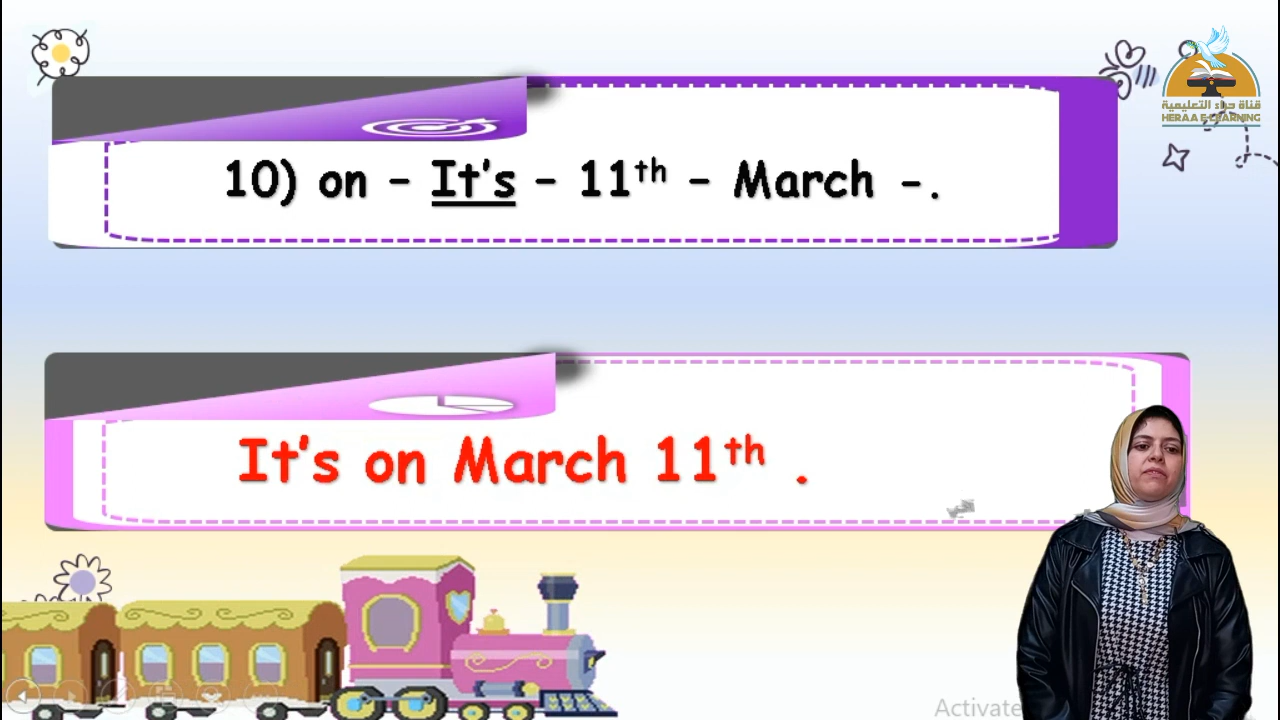 قناة حراء التعليمية
HERAA E-LEARNING
10) on – It's – 11th – March -.
It's on March 11th .
Activate